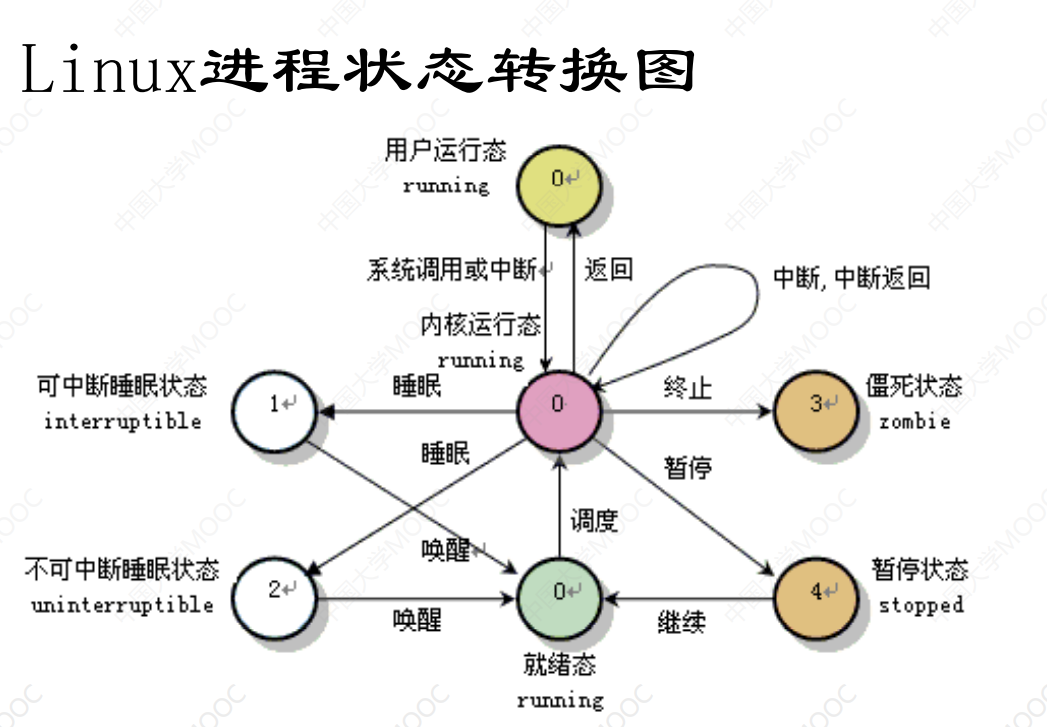 Linux进程状态转换图
用户运行态
running
0
系统调用或中断
返回
中断,中断返回
内核运行态
running
可中断睡眠状态
interruptible
1
睡眠
0
终止
3
僵死状态
zombie
睡眠
暂停
调度
唤醒
不可中断睡眠状态
uninterruptible
2
唤醒
0
继续
4
暂停状态
stopped
就绪态
running
中国大学MOOC